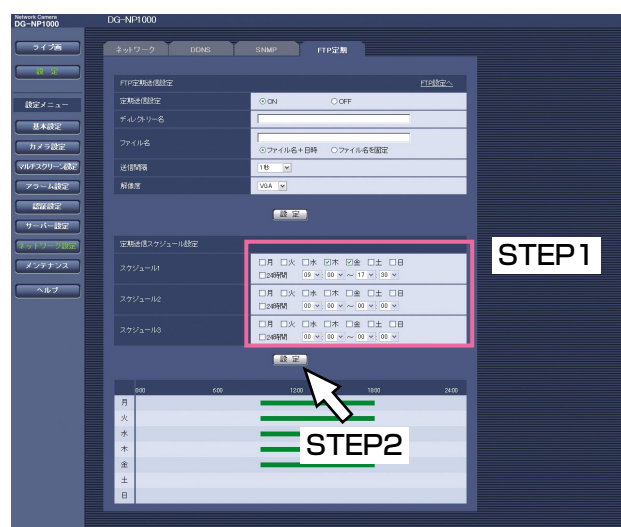 Network Camera
DG-NP1000
DG-NP1000
ライブ画
設 定
設定メニュー
基本設定
カメラ設定
マルチスクリーン設定
アラーム設定
認証設定
サーバー設定
ネットワーク設定
メンテナンス
ヘルプ
ネットワーク DDNS SNMP FTP定期
FTP定期送信設定 FTP設定へ
定期送信設定 ON OFF
ディレクトリー名
ファイル名
ファイル名+日時 ファイル名を固定
送信間隔 1秒
解像度 VGA
設 定
定期送信スケジュール設定
スケジュール1 月 火 水 木 金 土 日
24時間 09 : 00 ~ 17 : 30
スケジュール2 月 火 水 木 金 土 日
24時間 00 : 00 ~ 00 : 00
スケジュール3 月 火 水 木 金 土 日
24時間 00 : 00 ~ 00 : 00
設 定
STEP1
STEP2
0:00 6:00 12:00 18:00 24:00
月
火
水
木
金
土
日